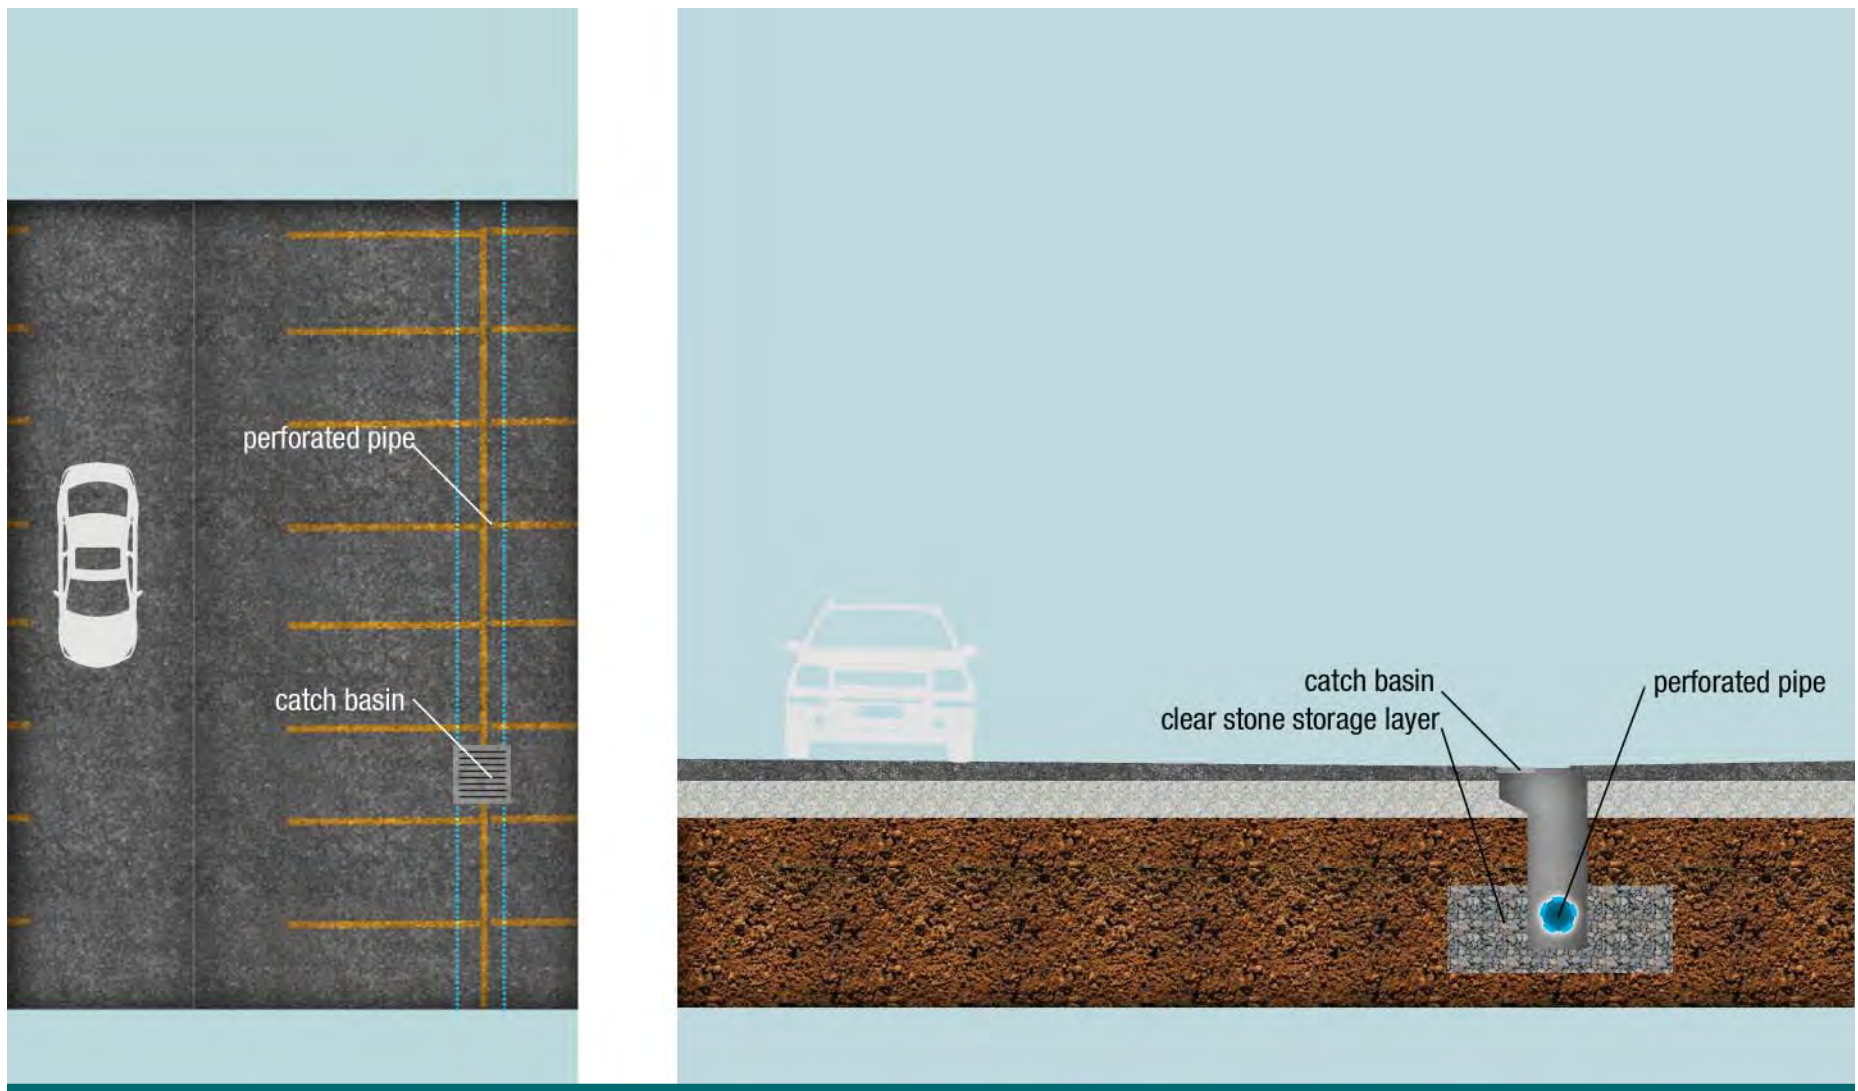 perforated pipe
catch basin
catch basin
clear stone storage layer
perforated pipe